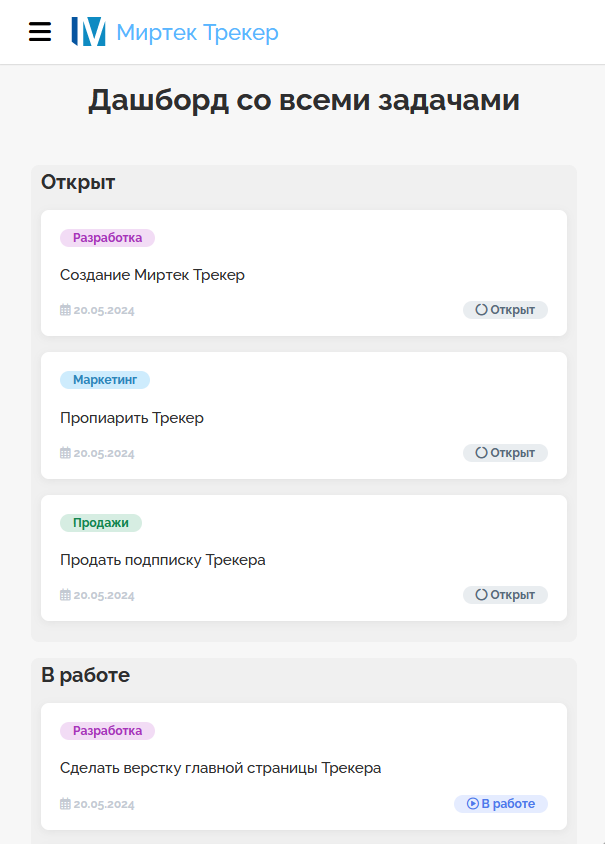 Миртек Трекер
Дашборд со всеми задачами
Открыт
Разработка
Создание Миртек Трекер
20.05.2024
Открыт
Маркетинг
Пропиарить Трекер
20.05.2024
Открыт
Продажи
Продать подпписку Трекера
20.05.2024
Открыт
В работе
Разработка
Сделать верстку главной страницы Трекера
20.05.2024
В работе